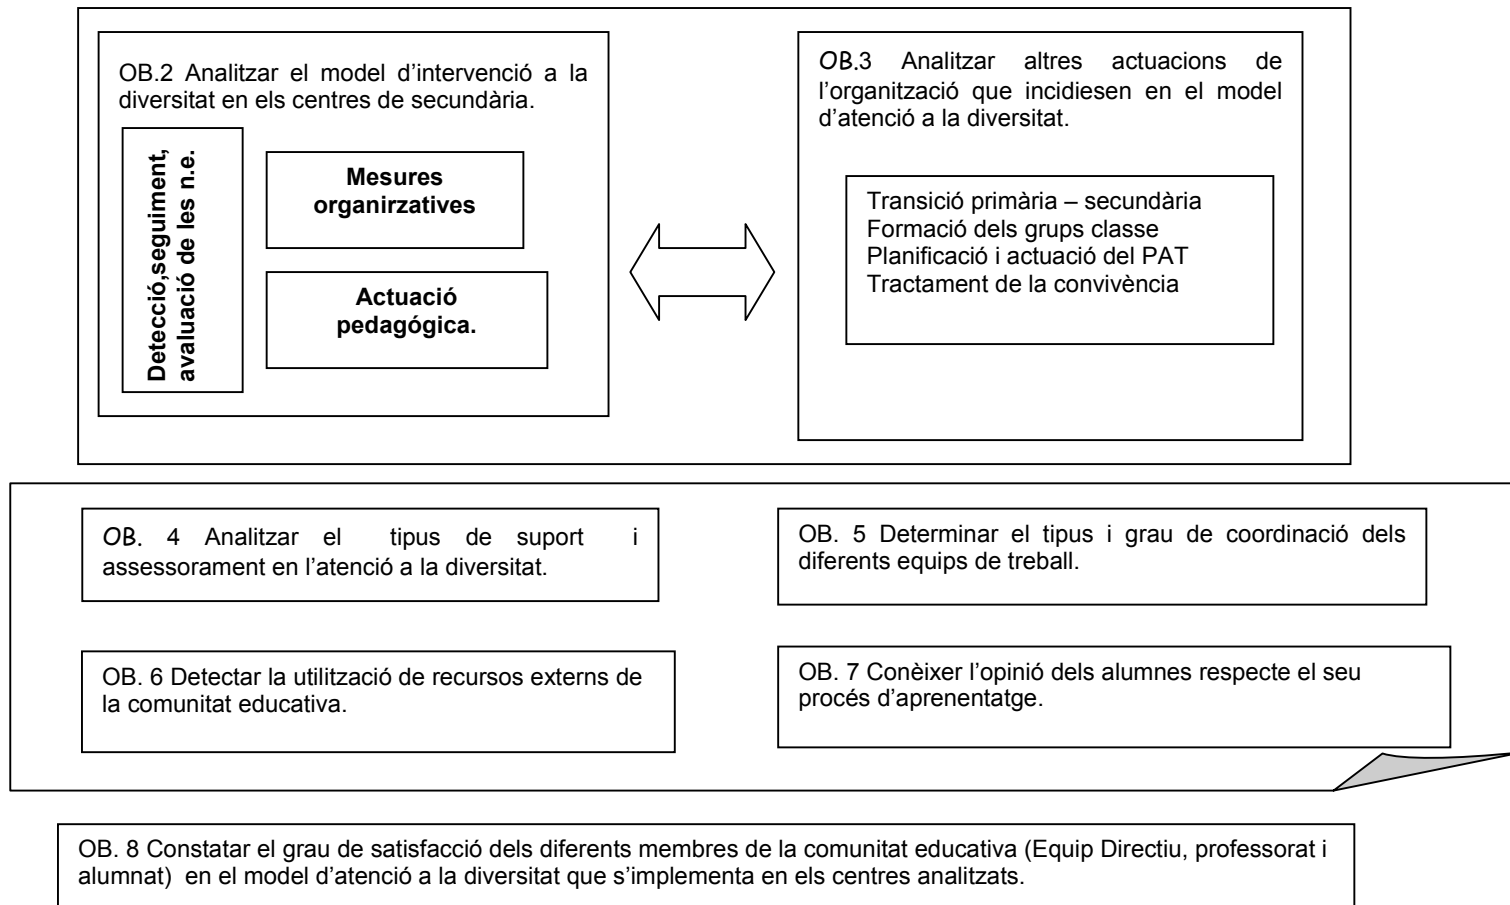 OB.2 Analitzar el model d’intervenció a la
diversitat en els centres de secundària.
Detecció,seguiment,
avaluació de les n.e.
Mesures
organirzatives
Actuació
pedagógica.
OB.3 Analitzar altres actuacions de
l’organització que incidiesen en el model
d’atenció a la diversitat.
Transició primària – secundària
Formació dels grups classe
Planificació i actuació del PAT
Tractament de la convivència
OB. 4 Analitzar el tipus de suport i
assessorament en l’atenció a la diversitat.
OB. 5 Determinar el tipus i grau de coordinació dels
diferents equips de treball.
OB. 6 Detectar la utilització de recursos externs de
la comunitat educativa.
OB. 7 Conèixer l’opinió dels alumnes respecte el seu
procés d’aprenentatge.
OB. 8 Constatar el grau de satisfacció dels diferents membres de la comunitat educativa (Equip Directiu, professorat i
alumnat) en el model d’atenció a la diversitat que s’implementa en els centres analitzats.